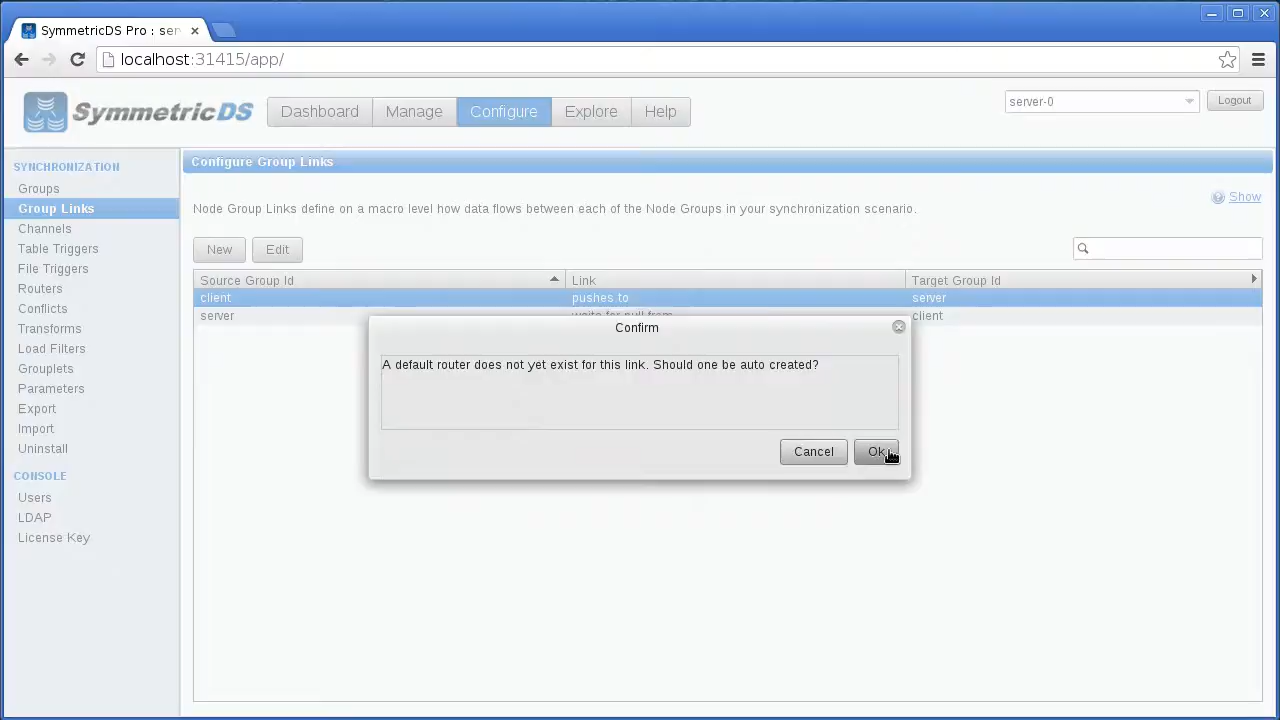 SymmetricDS Pro : ser
localhost:31415/app/
SymmetricDS
Dashboard
Manage
Configure
Explore
Help
server-0
Logout
SYNCHRONIZATION
Groups
Group Links
Channels
Table Triggers
File Triggers
Routers
Conflicts
Transforms
Load Filters
Grouplets
Parameters
Export
Import
Uninstall
CONSOLE
Users
LDAP
License Key
Configure Group Links
Show
Node Group Links define on a macro level how data flows between each of the Node Groups in your synchronization scenario.
New
Edit
Source Group Id
Link
Target Group Id
client
pushes to
server
server
client
Confirm
A default router does not yet exist for this link. Should one be auto created?
Cancel
Ok